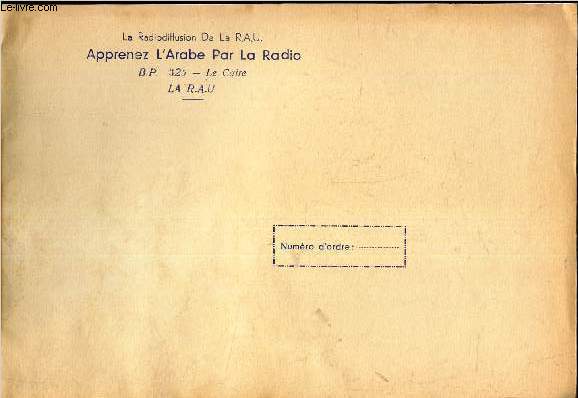 Le-livre.com
La Radiodiffusion De La R.A.U.
Apprenez L'Arabe Par La Radio
B.P. 325 — Le Caire
LA R.A.U
Numéro d'ordre :